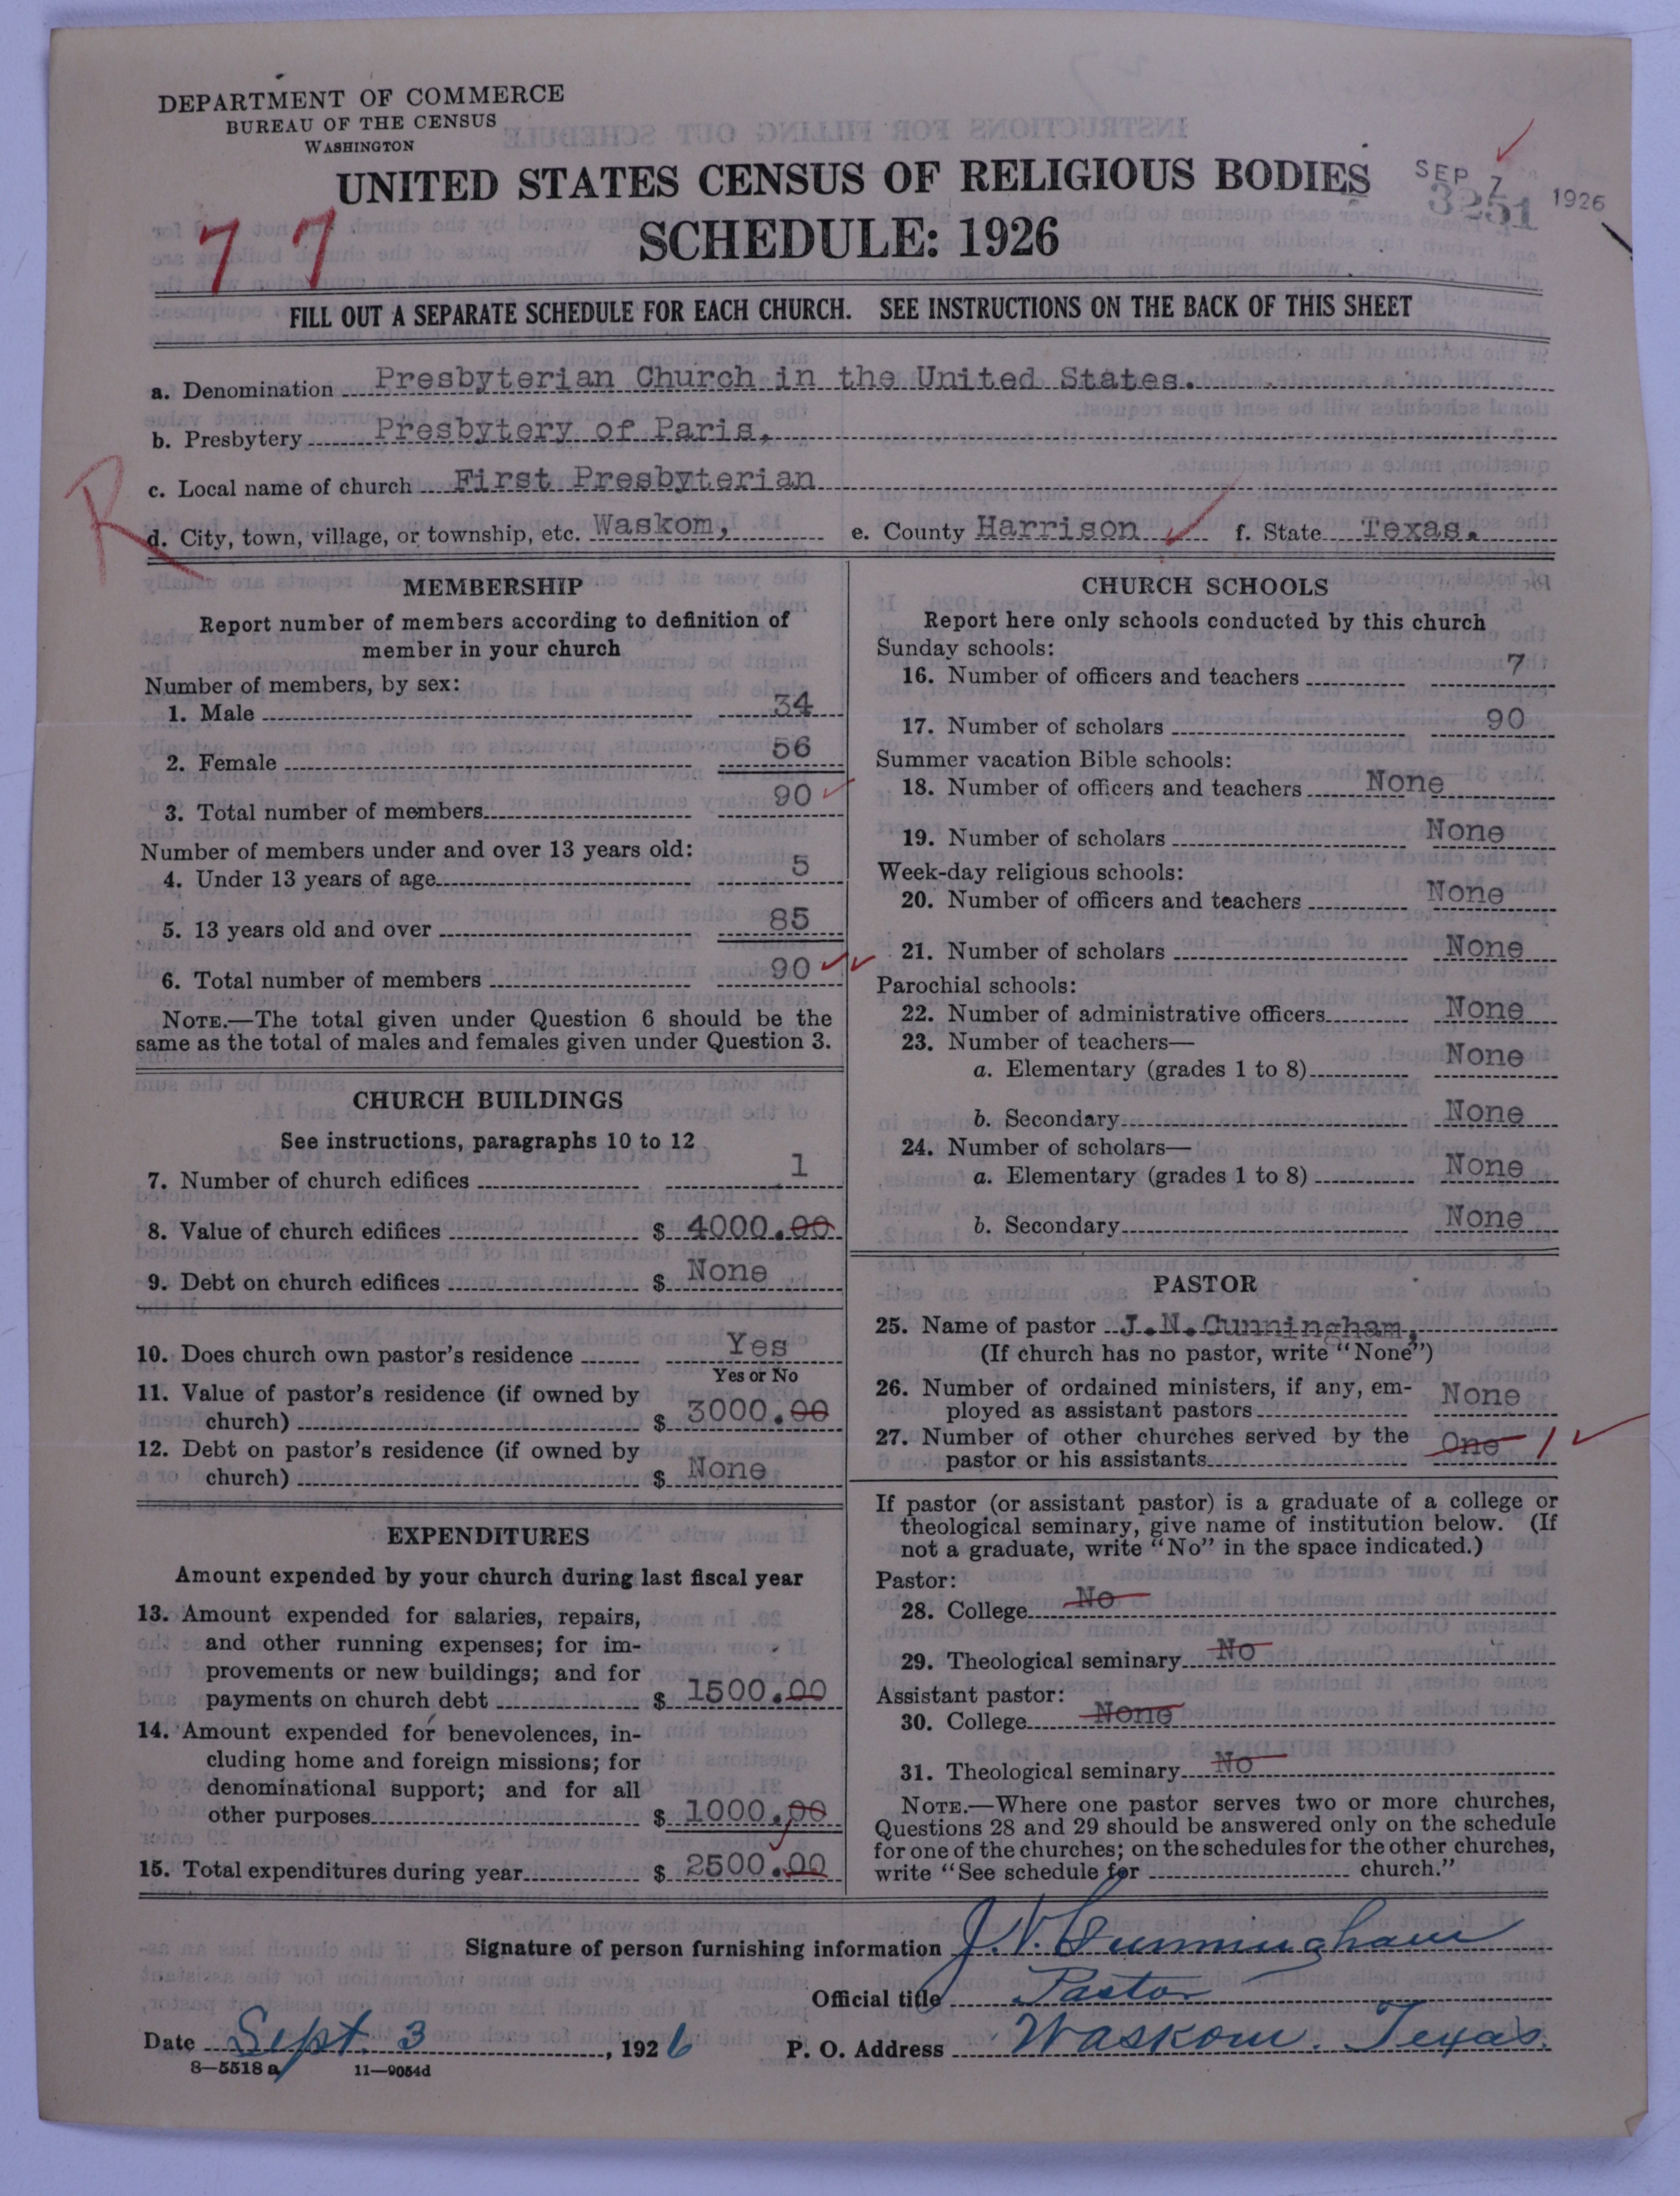 DEPARTMENT OF COMMERCE
BUREAU OF THE CENSUS
WASHINGTON
UNITED STATES CENSUS OF RELIGIOUS BODIES
SCHEDULE: 1926
SEP 7 1926
3251
77
FILL OUT A SEPARATE SCHEDULE FOR EACH CHURCH. SEE INSTRUCTIONS ON THE BACK OF THIS SHEET
a. Denomination Presbyterian Church in the United States.
b. Presbytery Presbytery of Paris,
c. Local name of church First Presbyterian
R
d. City, town, village, or township, etc. Waskom, e. County Harrison f. State Texas.
MEMBERSHIP
Report number of members according to definition of
member in your church
Number of members, by sex:
1. Male 34
2. Female 56
3. Total number of members 90
Number of members under and over 13 years old:
4. Under 13 years of age 5
5. 13 years old and over 85
6. Total number of members 90
NOTE.—The total given under Question 6 should be the
same as the total of males and females given under Question 3.
CHURCH BUILDINGS
See instructions, paragraphs 10 to 12
7. Number of church edifices 1
8. Value of church edifices $ 4000.00
9. Debt on church edifices $ None
10. Does church own pastor's residence Yes
Yes or No
11. Value of pastor's residence (if owned by
church) $ 3000.00
12. Debt on pastor's residence (if owned by
church) $ None
EXPENDITURES
Amount expended by your church during last fiscal year
13. Amount expended for salaries, repairs,
and other running expenses; for im-
provements or new buildings; and for
payments on church debt $ 1500.00
14. Amount expended for benevolences, in-
cluding home and foreign missions; for
denominational support; and for all
other purposes $ 1000.00
15. Total expenditures during year $ 2500.00
CHURCH SCHOOLS
Report here only schools conducted by this church
Sunday schools:
16. Number of officers and teachers 7
17. Number of scholars 90
Summer vacation Bible schools:
18. Number of officers and teachers None
19. Number of scholars None
Week-day religious schools:
20. Number of officers and teachers None
21. Number of scholars None
Parochial schools:
22. Number of administrative officers None
23. Number of teachers—
a. Elementary (grades 1 to 8) None
b. Secondary None
24. Number of scholars—
a. Elementary (grades 1 to 8) None
b. Secondary None
PASTOR
25. Name of pastor J.N.Cunningham,
(If church has no pastor, write "None")
26. Number of ordained ministers, if any, em-
ployed as assistant pastors None
27. Number of other churches served by the
pastor or his assistants One 1
If pastor (or assistant pastor) is a graduate of a college or
theological seminary, give name of institution below. (If
not a graduate, write "No" in the space indicated.)
Pastor:
28. College No
29. Theological seminary No
Assistant pastor:
30. College None
31. Theological seminary No
NOTE.—Where one pastor serves two or more churches,
Questions 28 and 29 should be answered only on the schedule
for one of the churches; on the schedules for the other churches,
write "See schedule for church."
Signature of person furnishing information J. N. Cunningham
Official title Pastor
Date Sept. 3, 1926 P. O. Address Waskom. Texas.
8—5518 a 11—9054d